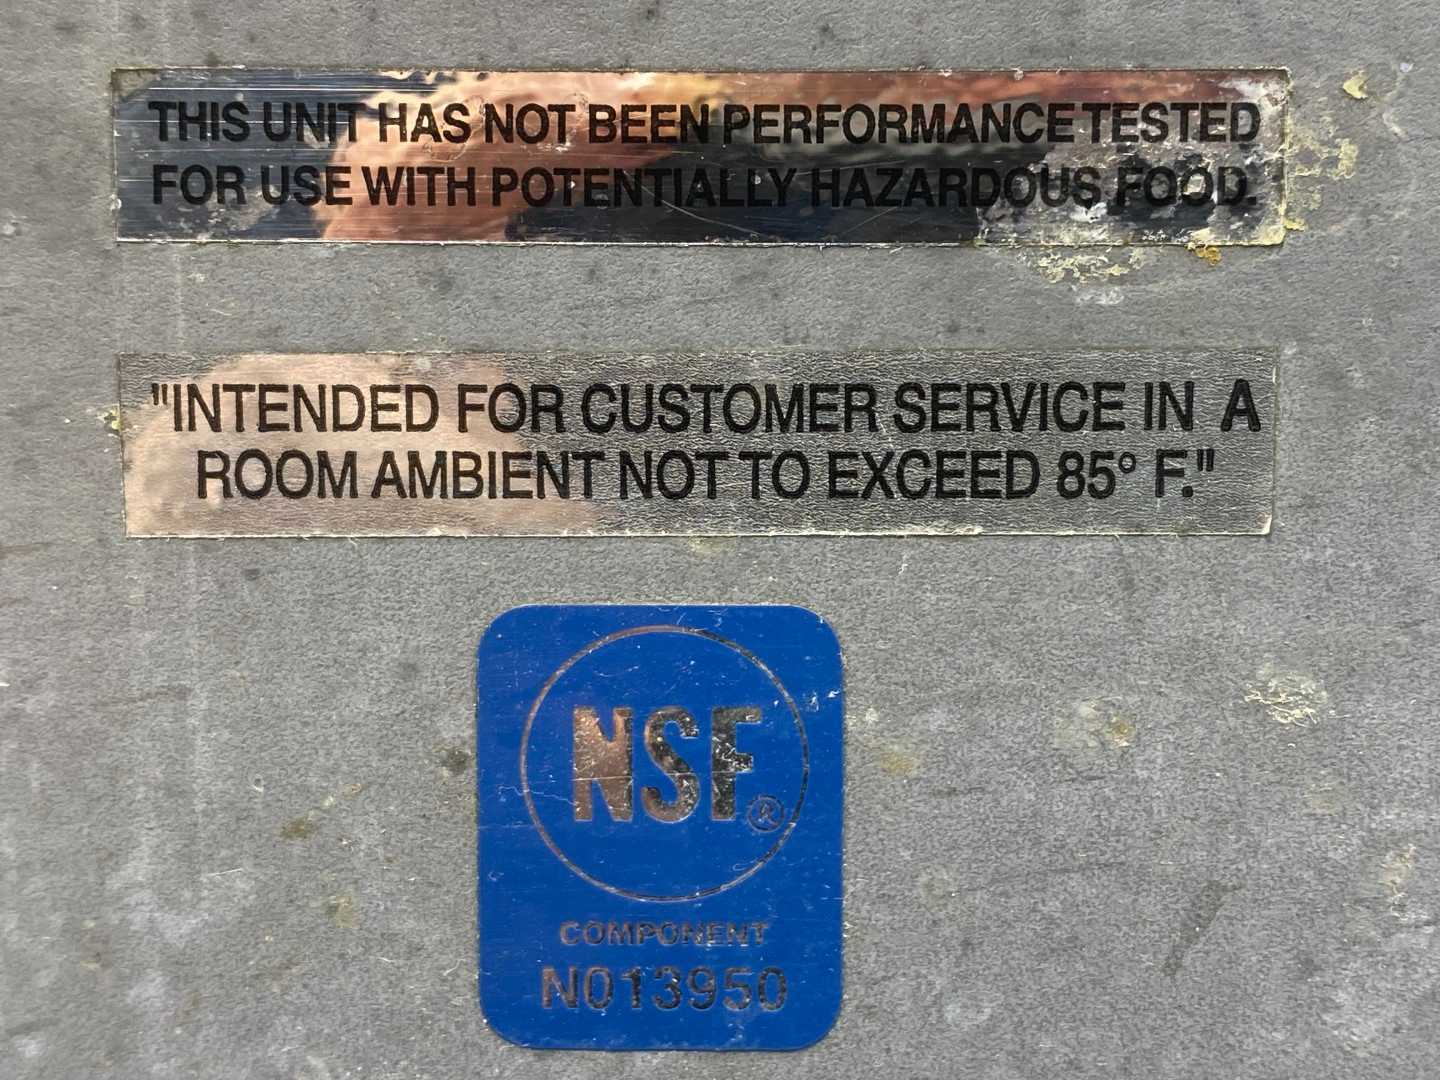 THIS UNIT HAS NOT BEEN PERFORMANCE TESTED
FOR USE WITH POTENTIALLY HAZARDOUS FOOD.
"INTENDED FOR CUSTOMER SERVICE IN A
ROOM AMBIENT NOT TO EXCEED 85° F."
NSF®
COMPONENT
N013950